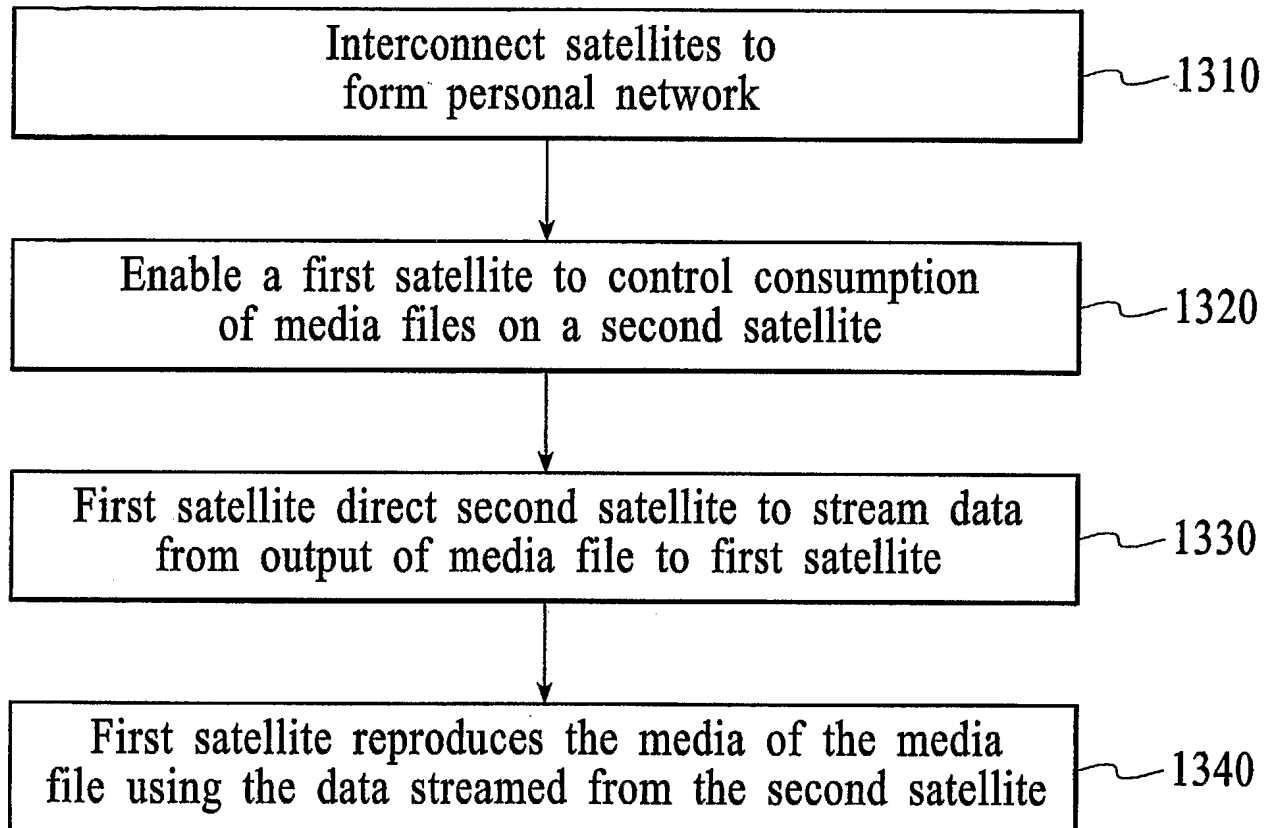 Interconnect satellites to
form personal network
1310
Enable a first satellite to control consumption
of media files on a second satellite
1320
First satellite direct second satellite to stream data
from output of media file to first satellite
1330
First satellite reproduces the media of the media
file using the data streamed from the second satellite
1340